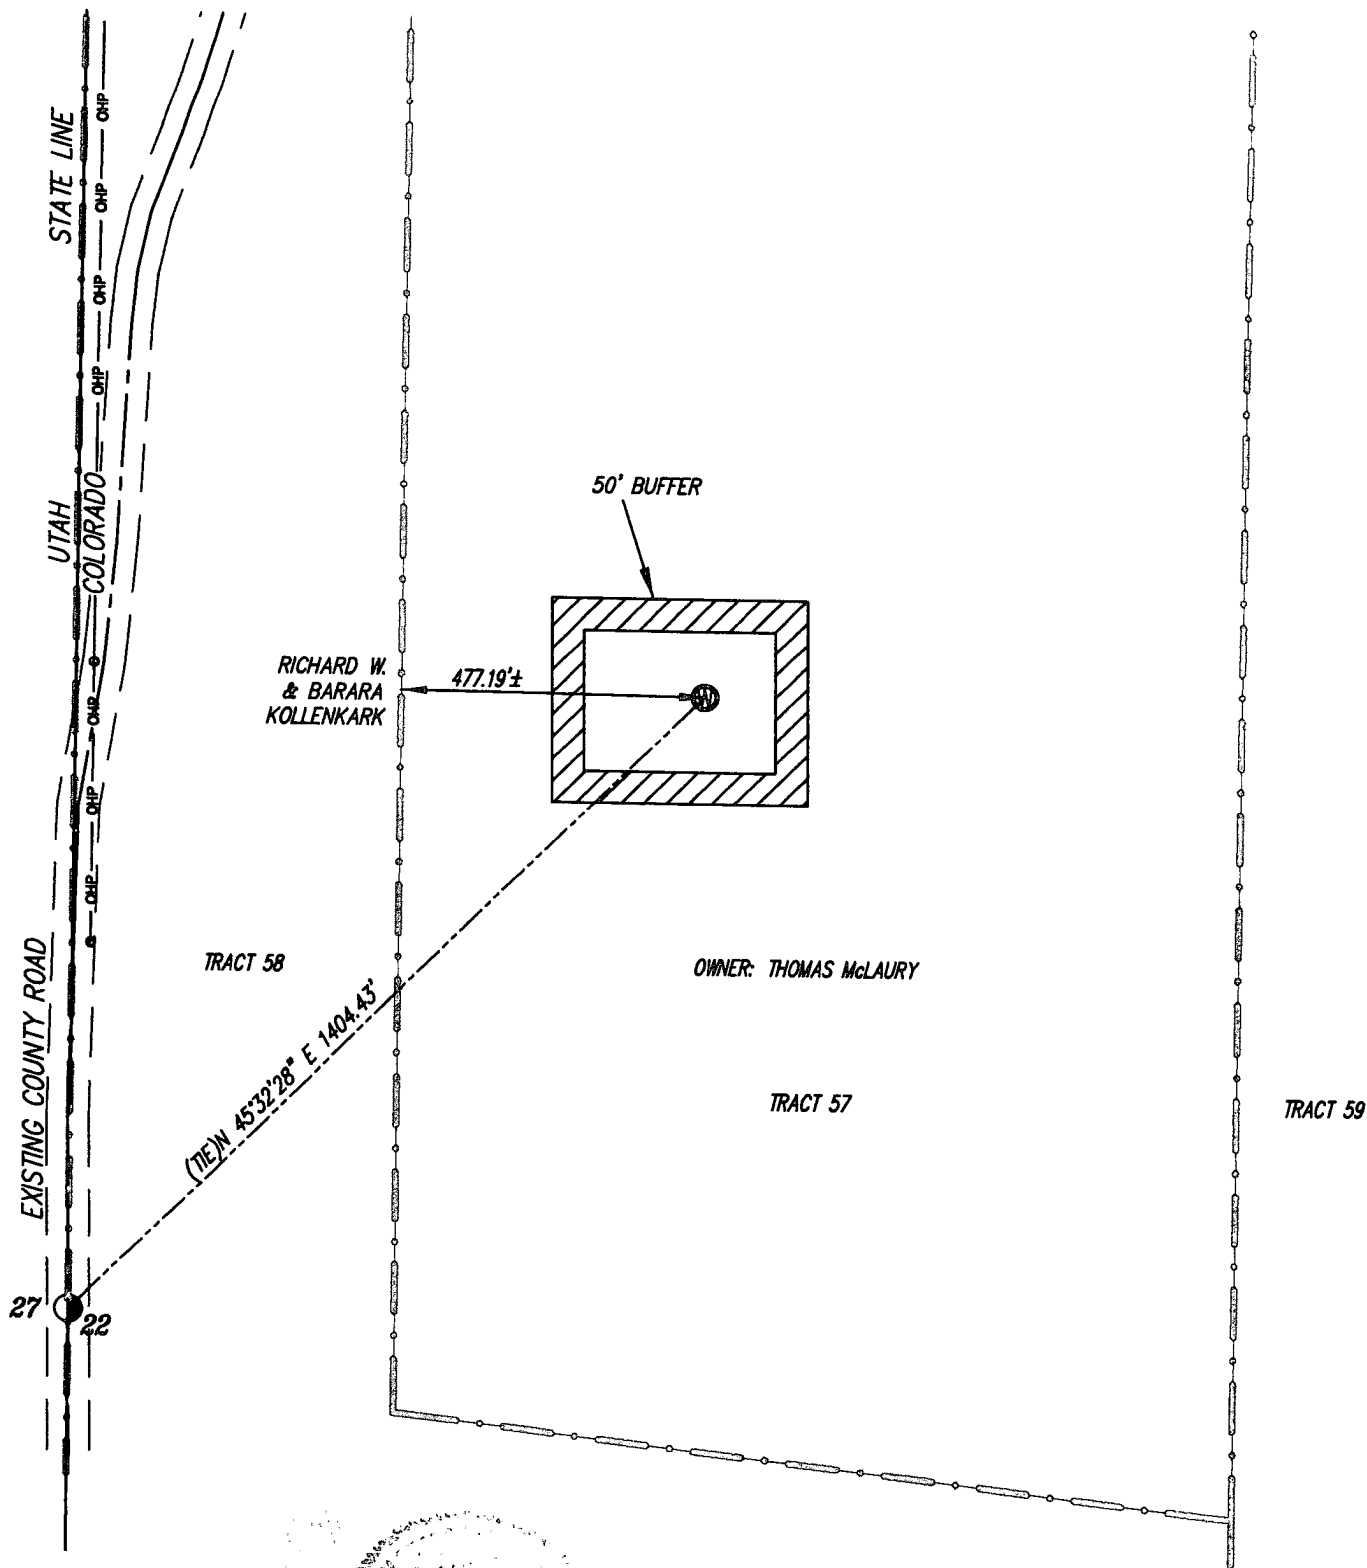 STATE LINE
OHP
OHP
OHP
OHP
UTAH
COLORADO
50' BUFFER
RICHARD W.
& BARARA
KOLLENKARK
477.19'±
W
OHP
OHP
OHP
EXISTING COUNTY ROAD
TRACT 58
OWNER: THOMAS McLAURY
(TIE)N 45°32'28" E 1404.43'
TRACT 57
TRACT 59
27
22